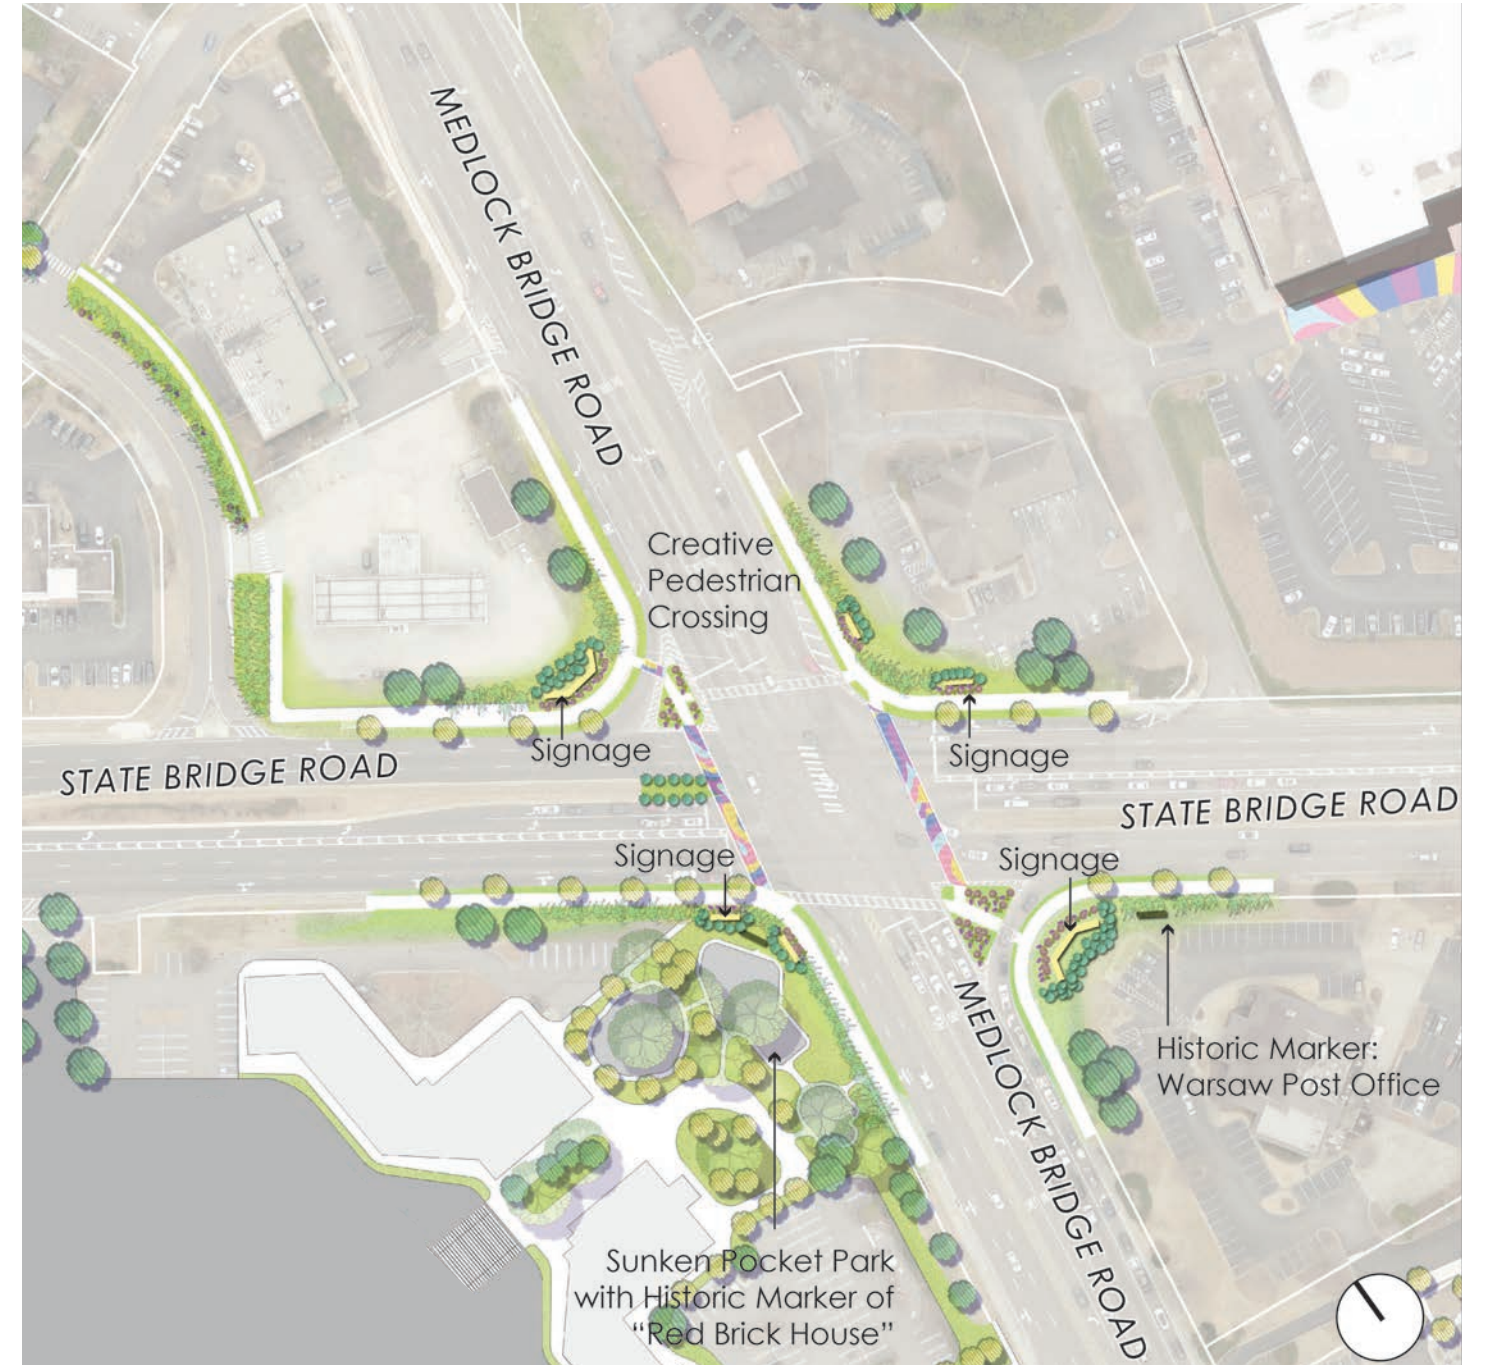 MEDLOCK BRIDGE ROAD
Creative
Pedestrian
Crossing
Signage
Signage
STATE BRIDGE ROAD
STATE BRIDGE ROAD
Signage
Signage
MEDLOCK BRIDGE ROAD
Historic Marker:
Warsaw Post Office
Sunken Pocket Park
with Historic Marker of
“Red Brick House”